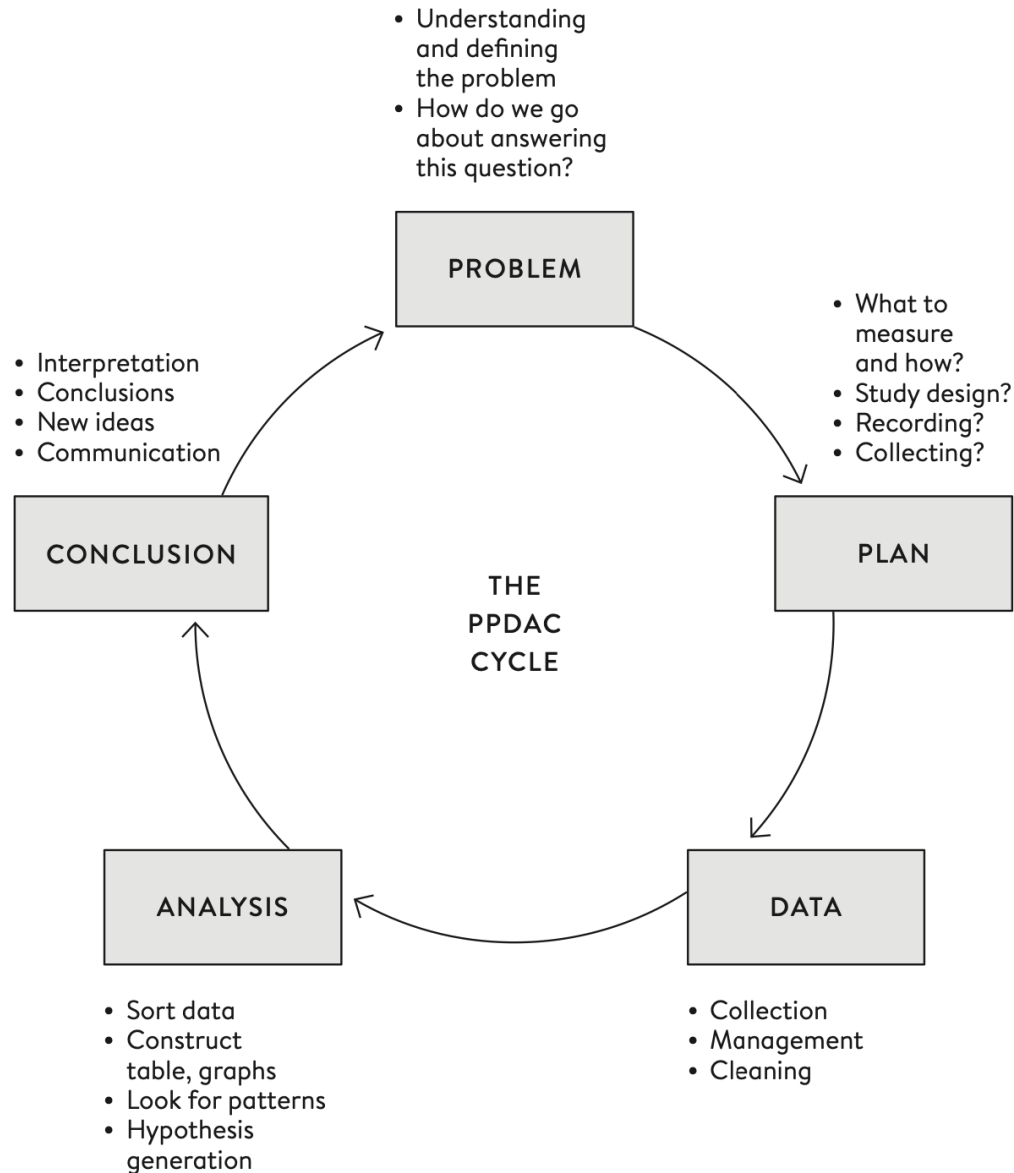 • Understanding
and defining
the problem
• How do we go
about answering
this question?
PROBLEM
• What to
measure
and how?
• Study design?
• Recording?
• Collecting?
PLAN
• Interpretation
• Conclusions
• New ideas
• Communication
CONCLUSION
THE
PPDAC
CYCLE
ANALYSIS
• Sort data
• Construct
table, graphs
• Look for patterns
• Hypothesis
generation
DATA
• Collection
• Management
• Cleaning